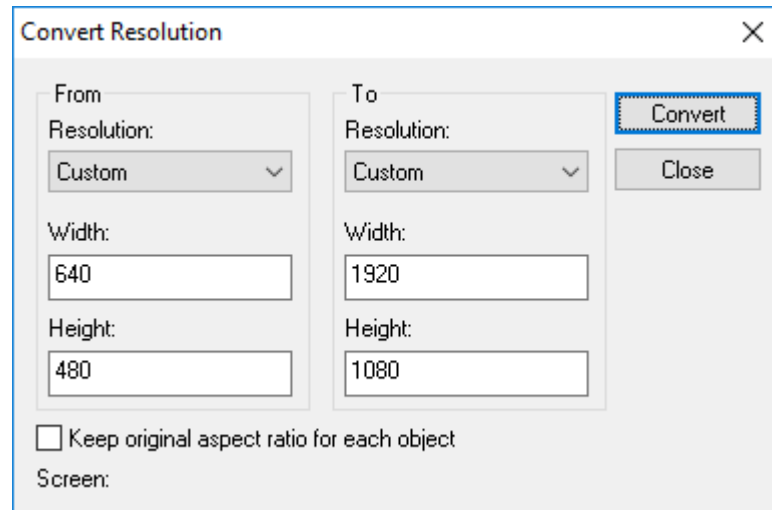 Convert Resolution
From
Resolution:
Custom
Width:
640
Height:
480
To
Resolution:
Custom
Width:
1920
Height:
1080
Convert
Close
Keep original aspect ratio for each object
Screen: